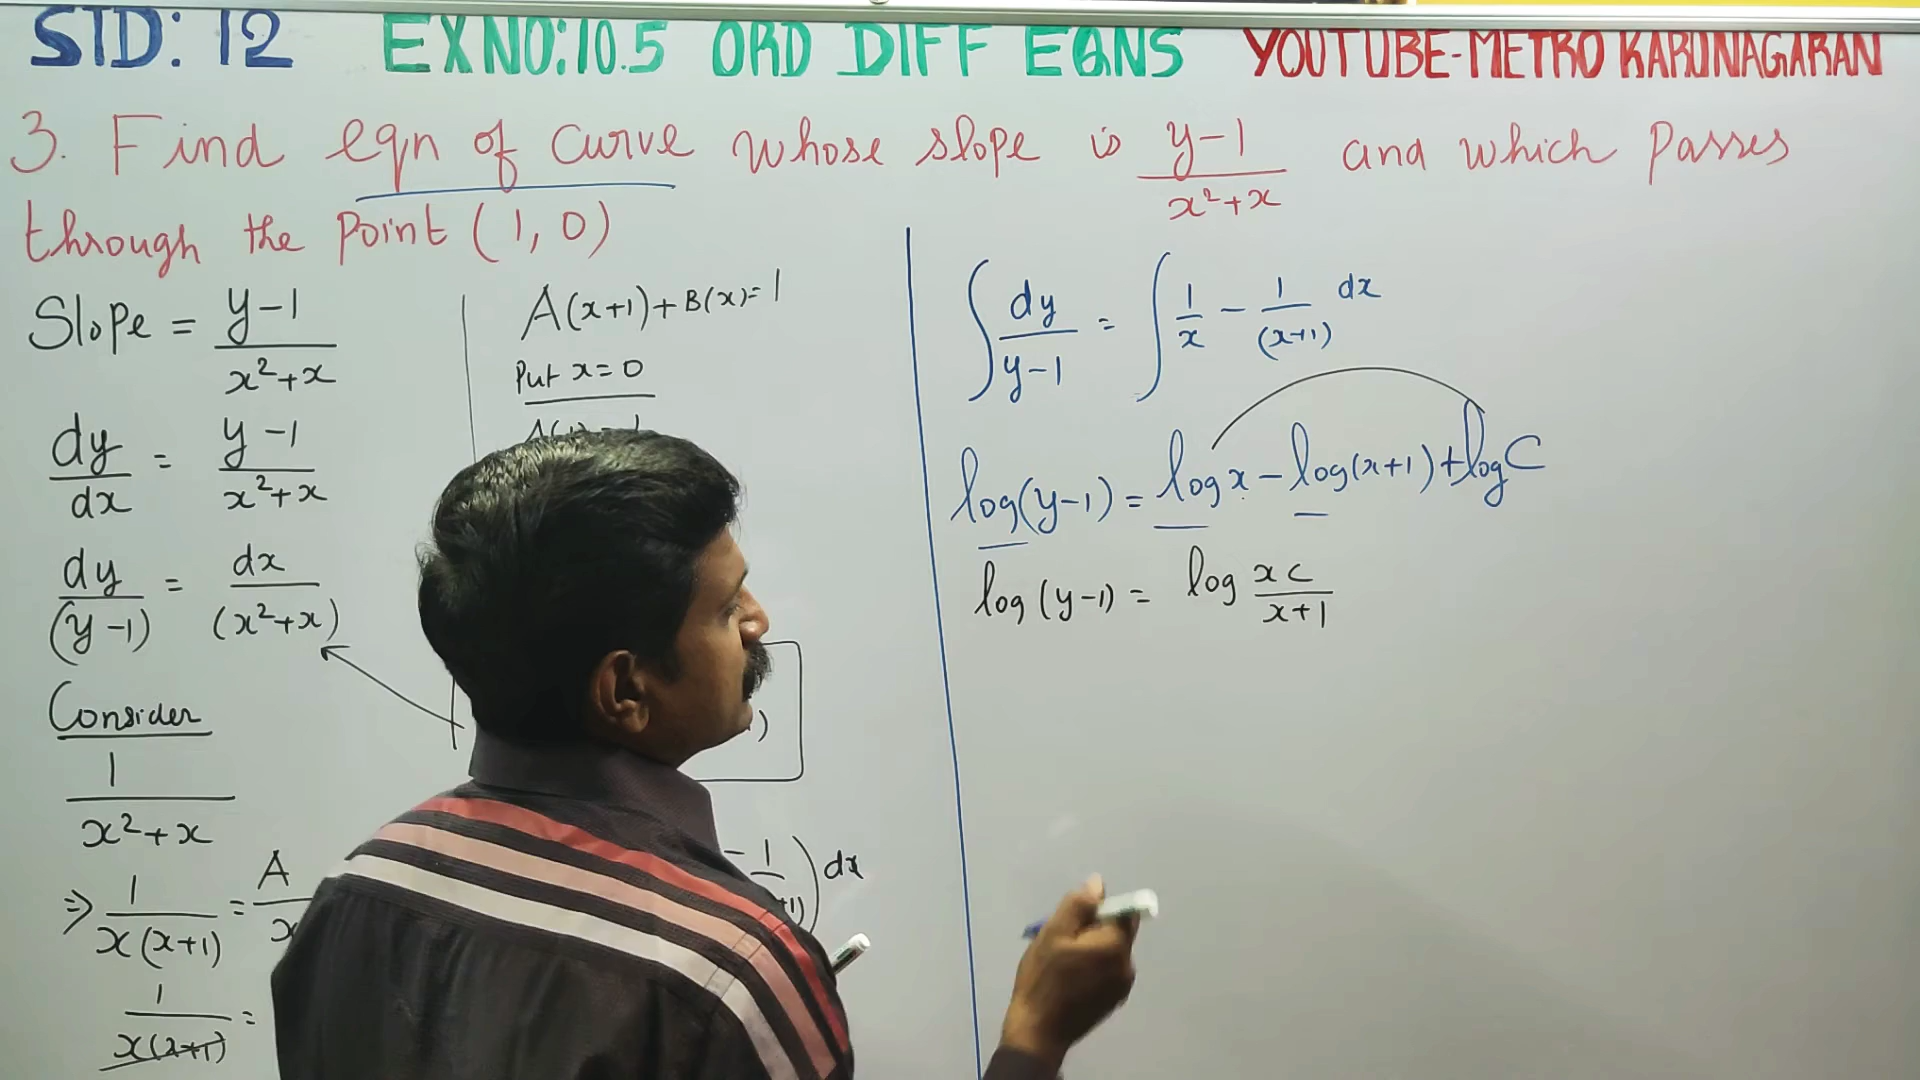 STD: 12 EXNO:10.5 ORD DIFF EQNS YOUTUBE-METRO KARUNAGARAN
3. Find eqn of curve whose slope is y-1/x²+x and which passes
through the point (1,0)
Slope = y-1/x²+x
dy/dx = y-1/x²+x
dy/(y-1) = dx/(x²+x)
Consider
1/x²+x
⇒ 1/x(x+1) = A/x
1/x(x+1) =
A(x+1)+B(x)=1
Put x=0
-1 dx
∫ dy/y-1 = ∫ 1/x - 1/(x+1) dx
log(y-1) = log x - log(x+1) + log C
log (y-1) = log xc/x+1